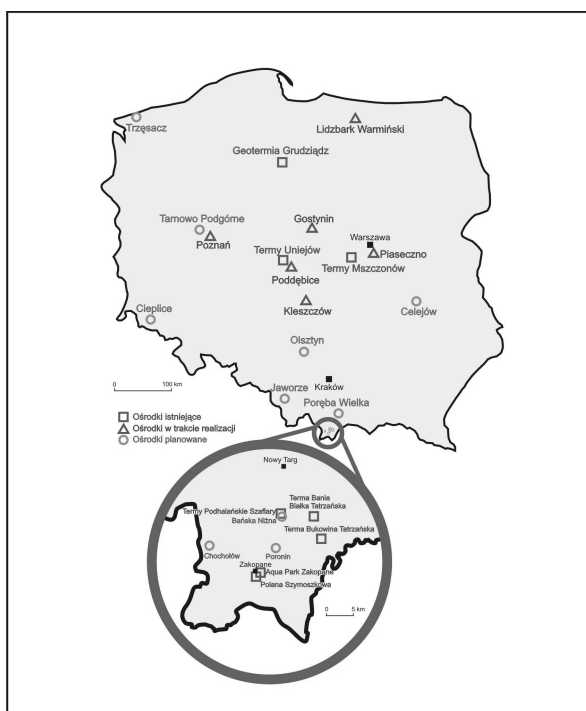 Trzęsacz
Lidzbark Warmiński
Geotermia Grudziądz
Tarnowo Podgórne
Gostynin
Poznań
Warszawa
Termy Uniejów
Piaseczno
Termy Mszczonów
Poddębice
Cieplice
Kleszczów
Celejów
Olsztyn
0 100 km
Jaworze
Kraków
Poręba Wielka
Ośrodki istniejące
Ośrodki w trakcie realizacji
Ośrodki planowane
Nowy Targ
Terma Bania
Białka Tatrzańska
Termy Podhalańskie Szaflary
Bańska Niżna
Terma Bukowina Tatrzańska
Chochołów
Poronin
Zakopane
Aqua Park Zakopane
Polana Szymoszkowa
0 5 km